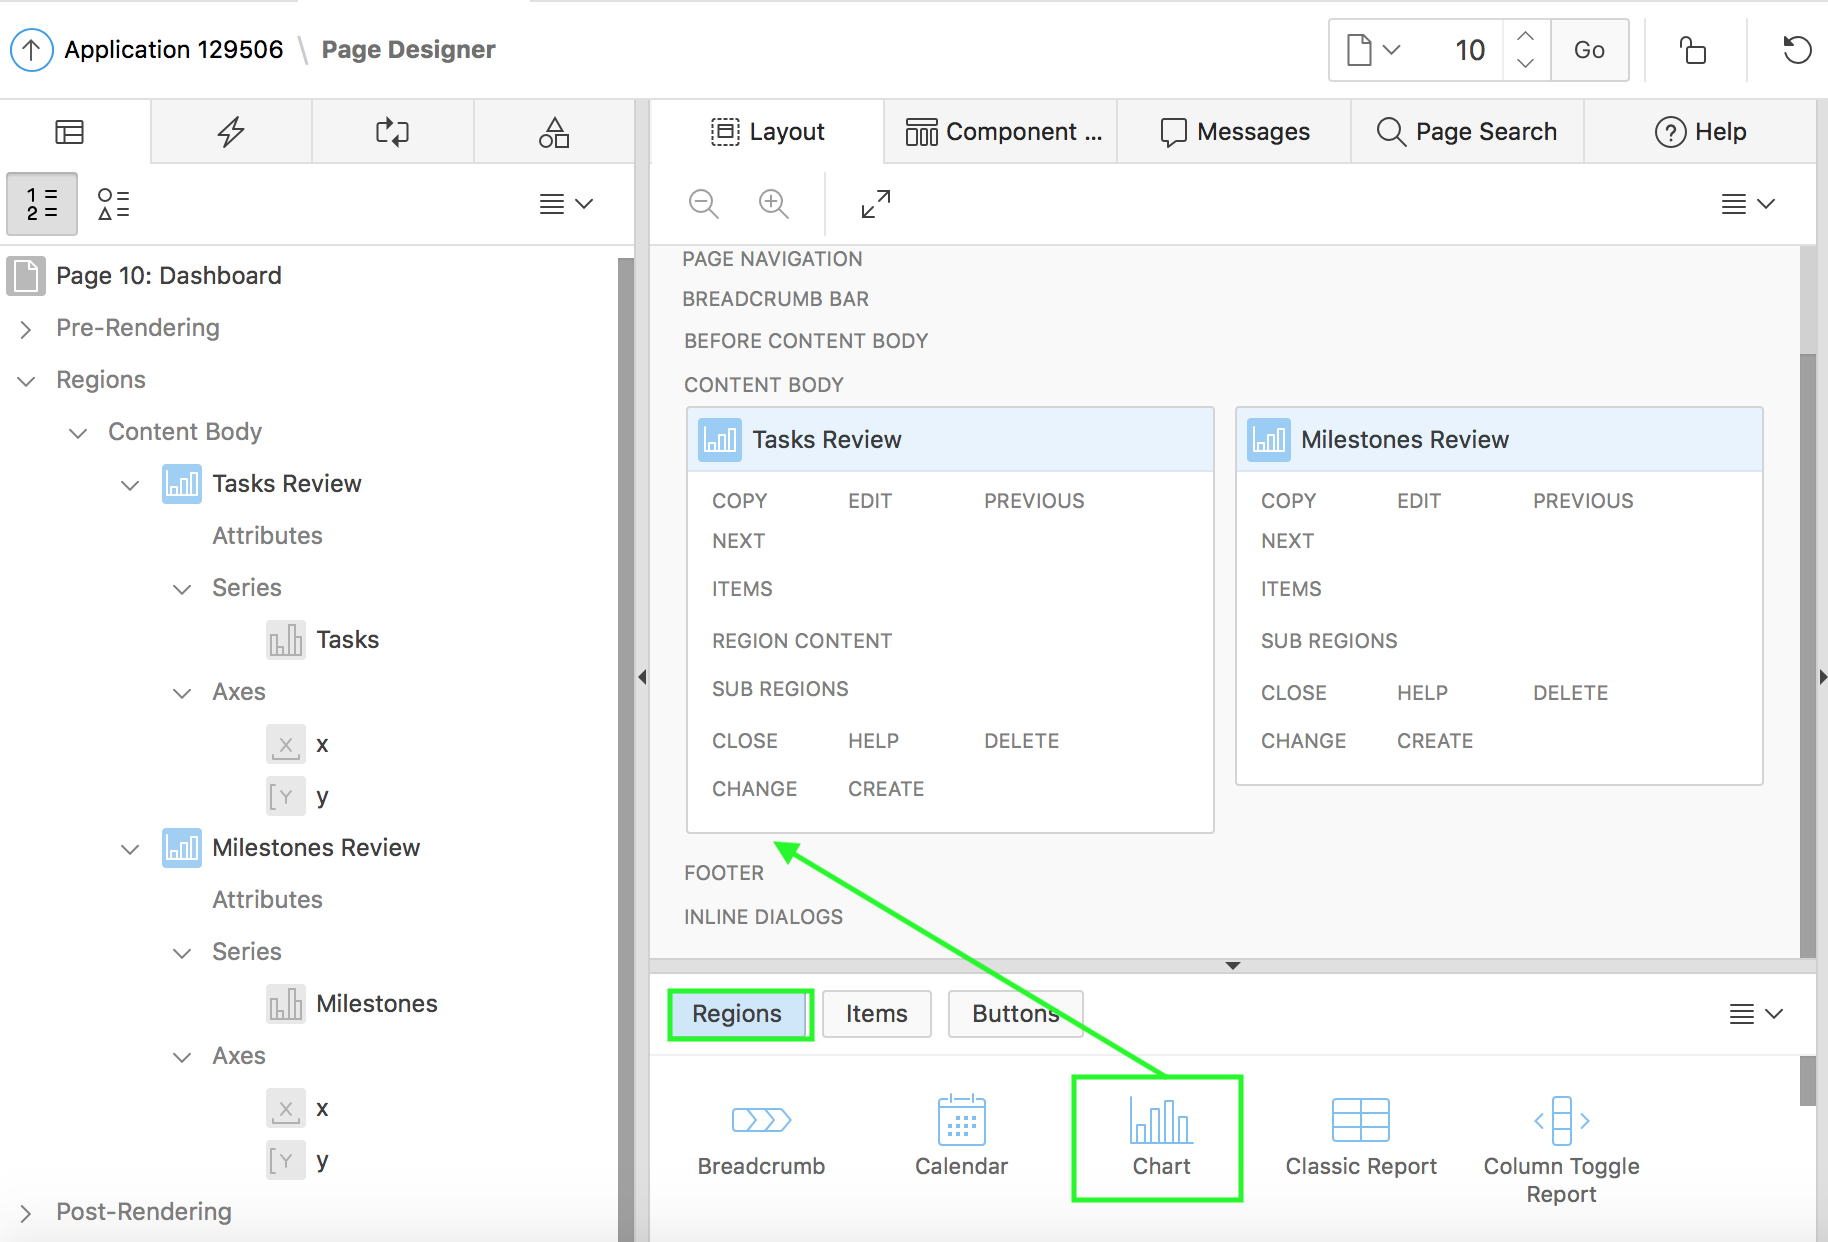 Application 129506 \ Page Designer
10
Go
Layout
Component ...
Messages
Page Search
Help
1
2
Page 10: Dashboard
Pre-Rendering
Regions
Content Body
Tasks Review
Attributes
Series
Tasks
Axes
X x
Y y
Milestones Review
Attributes
Series
Milestones
Axes
X x
Y y
Post-Rendering
PAGE NAVIGATION
BREADCRUMB BAR
BEFORE CONTENT BODY
CONTENT BODY
Tasks Review
COPY EDIT PREVIOUS
NEXT
ITEMS
REGION CONTENT
SUB REGIONS
CLOSE HELP DELETE
CHANGE CREATE
Milestones Review
COPY EDIT PREVIOUS
NEXT
ITEMS
SUB REGIONS
CLOSE HELP DELETE
CHANGE CREATE
FOOTER
INLINE DIALOGS
Regions
Items
Buttons
Breadcrumb
Calendar
Chart
Classic Report
Column Toggle
Report